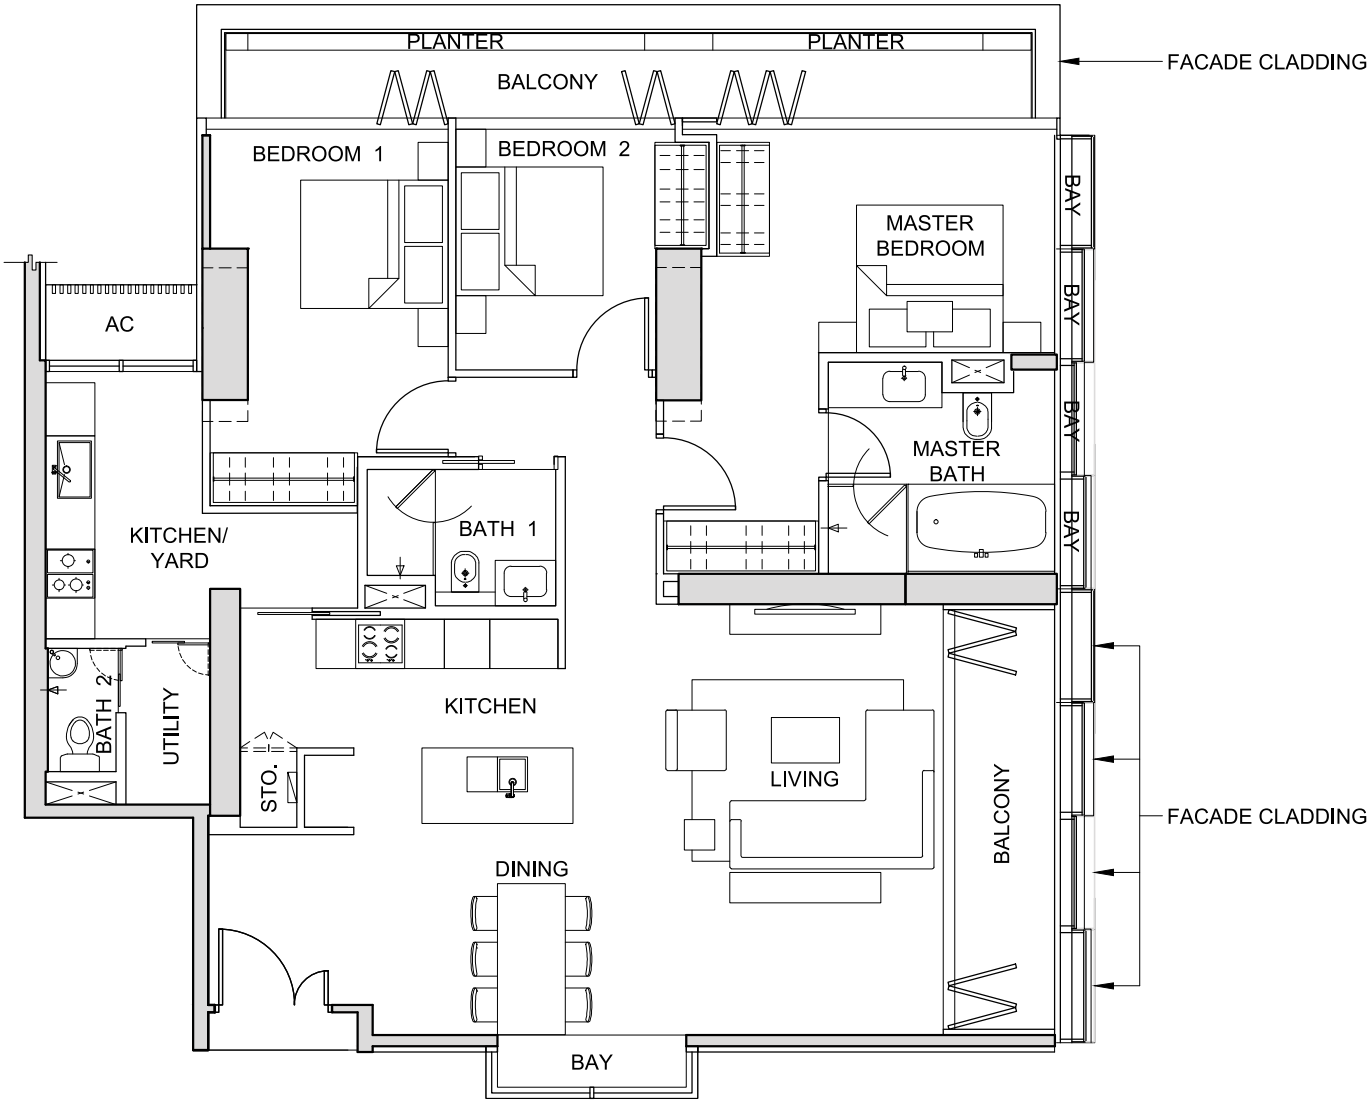 PLANTER
PLANTER
BALCONY
FACADE CLADDING
BEDROOM 1
BEDROOM 2
BAY
MASTER
BEDROOM
BAY
AC
BAY
MASTER
BATH
BAY
KITCHEN/
YARD
BATH 1
BATH 2
UTILITY
KITCHEN
STO.
LIVING
BALCONY
FACADE CLADDING
DINING
BAY